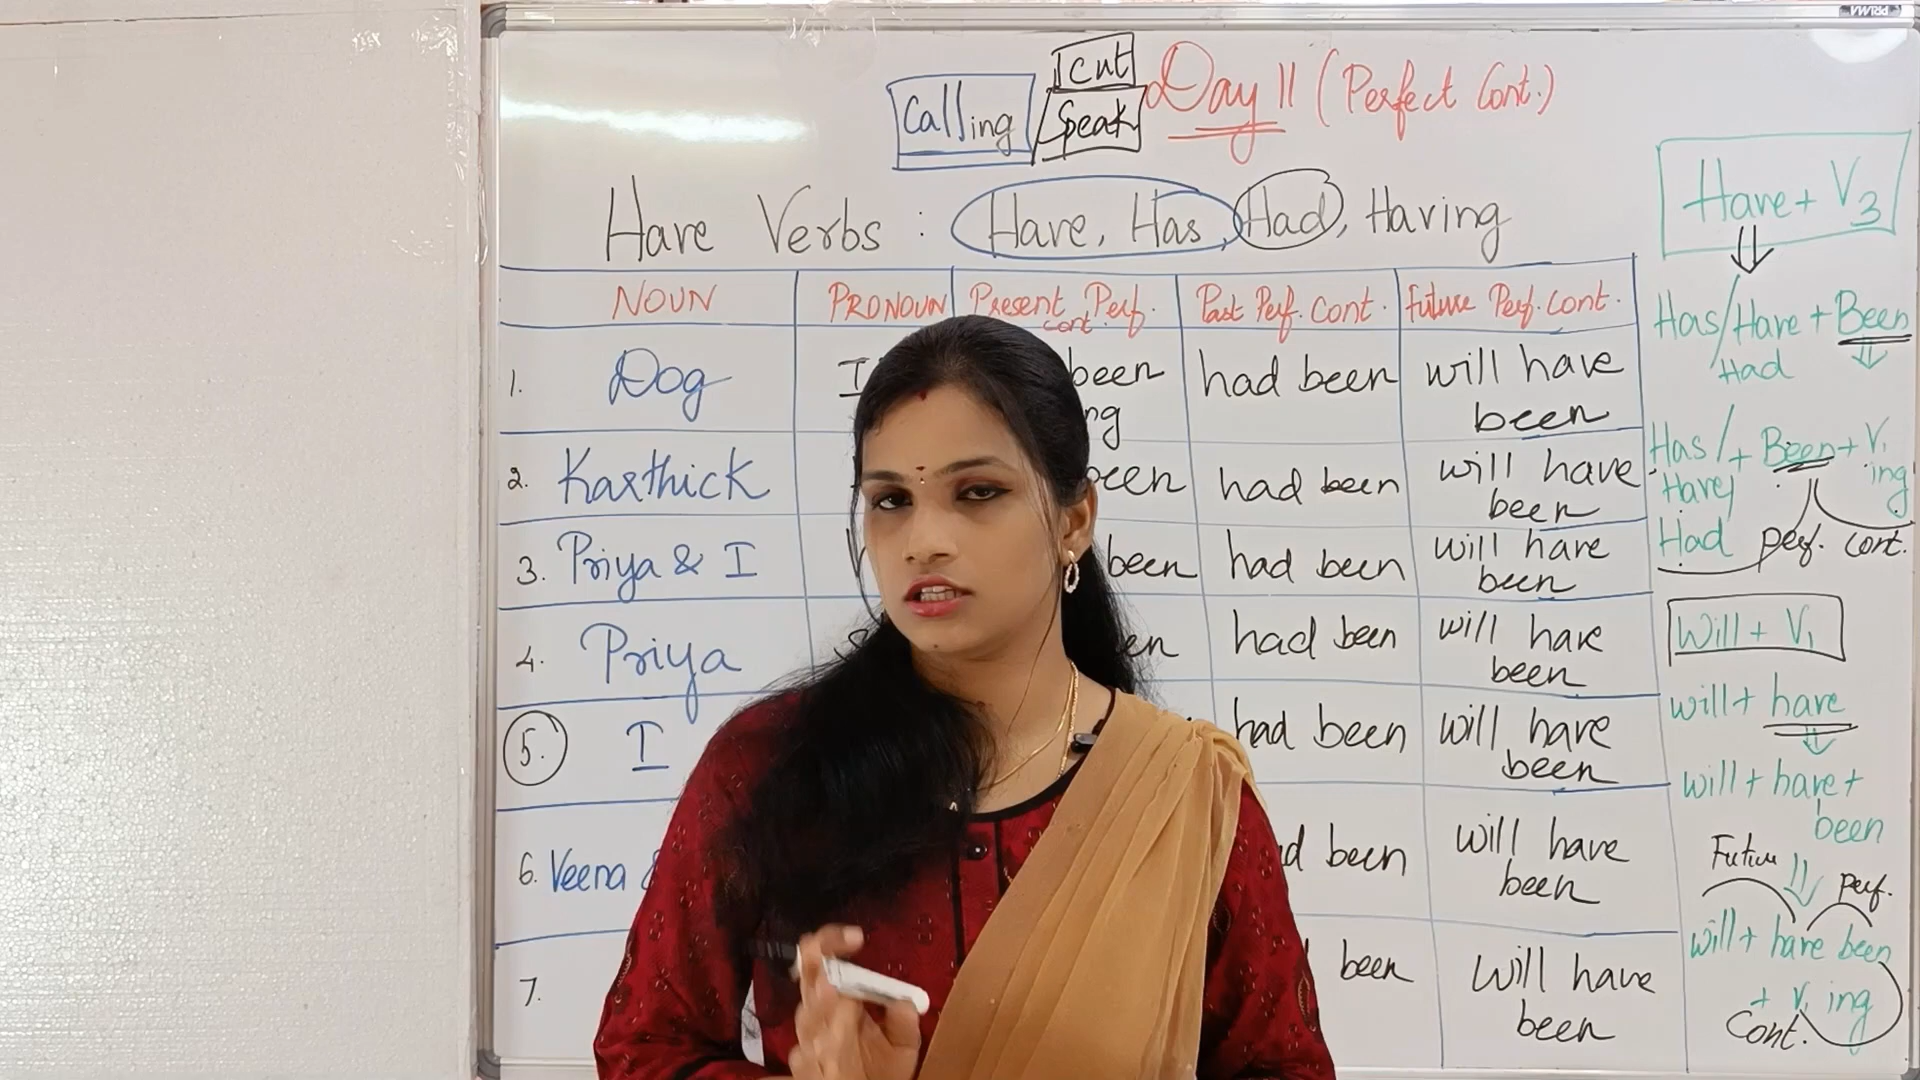 PRIMA
Cut
Calling
Speak
Day 11 (Perfect Cont.)
Have Verbs : Have, Has, Had, Having
NOUN PRONOUN Present Perf. cont. Past Perf. Cont. Future Perf. Cont.
1. Dog I been had been will have been
ng
2. Karthick been had been will have been
3. Priya & I been had been will have been
4. Priya had been will have been
5. I had been will have been
6. Veena & been will have been
7. been will have been
Have + V3
Has/Have + Been
Had
Has/Have/Had + Been + V1 ing
perf. cont.
Will + V1
will + have
will + have + been
Future perf.
will + have been
+ V1 ing
Cont.